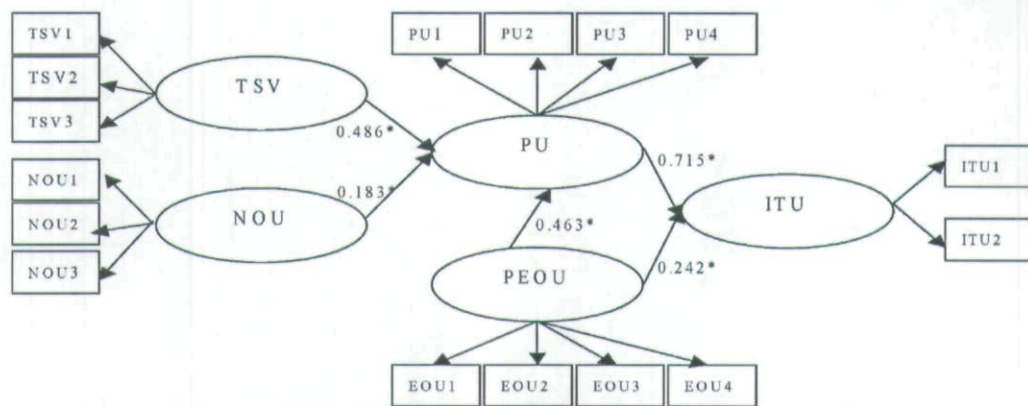 TSV1
TSV2
TSV3
NOU1
NOU2
NOU3
TSV
NOU
0.486*
0.183*
PU1
PU2
PU3
PU4
PU
0.463*
PEOU
EOU1
EOU2
EOU3
EOU4
0.715*
0.242*
ITU
ITU1
ITU2